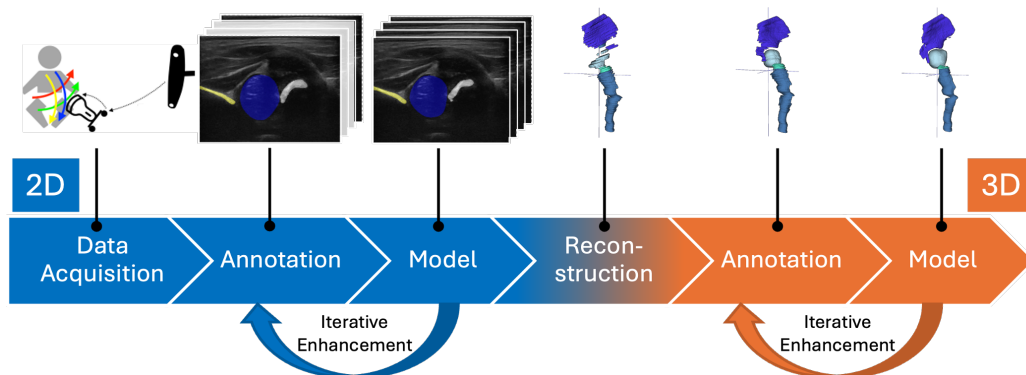 2D
3D
Data
Acquisition
Annotation
Model
Recon-
struction
Annotation
Model
Iterative
Enhancement
Iterative
Enhancement